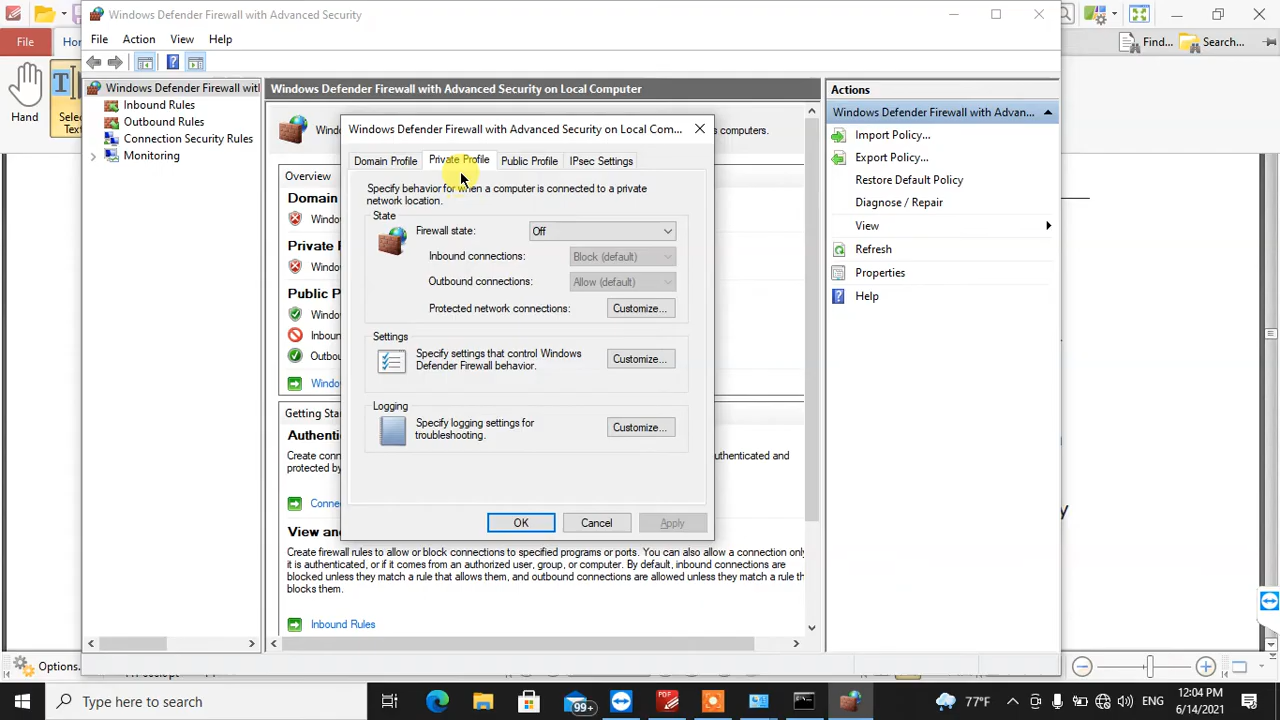 Windows Defender Firewall with Advanced Security
File
Action
View
Help
File
Find...
Search...
Hand
Windows Defender Firewall with
Inbound Rules
Outbound Rules
Connection Security Rules
Monitoring
Windows Defender Firewall with Advanced Security on Local Computer
computers.
Overview
Domain
Private
Public P
Getting Sta
Windows Defender Firewall with Advanced Security on Local Com...
Domain Profile
Private Profile
Public Profile
IPsec Settings
Specify behavior for when a computer is connected to a private
network location.
State
Firewall state:
Off
Inbound connections:
Block (default)
Outbound connections:
Allow (default)
Protected network connections:
Customize...
Settings
Specify settings that control Windows
Defender Firewall behavior.
Customize...
Logging
Specify logging settings for
troubleshooting.
Customize...
OK
Cancel
Apply
Create firewall rules to allow or block connections to specified programs or ports. You can also allow a connection only
it is authenticated, or if it comes from an authorized user, group, or computer. By default, inbound connections are
blocked unless they match a rule that allows them, and outbound connections are allowed unless they match a rule tha
blocks them.
Inbound Rules
Actions
Windows Defender Firewall with Advan...
Import Policy...
Export Policy...
Restore Default Policy
Diagnose / Repair
View
Refresh
Properties
Help
Options.
Type here to search
99+
77°F
ENG
12:04 PM
6/14/2021